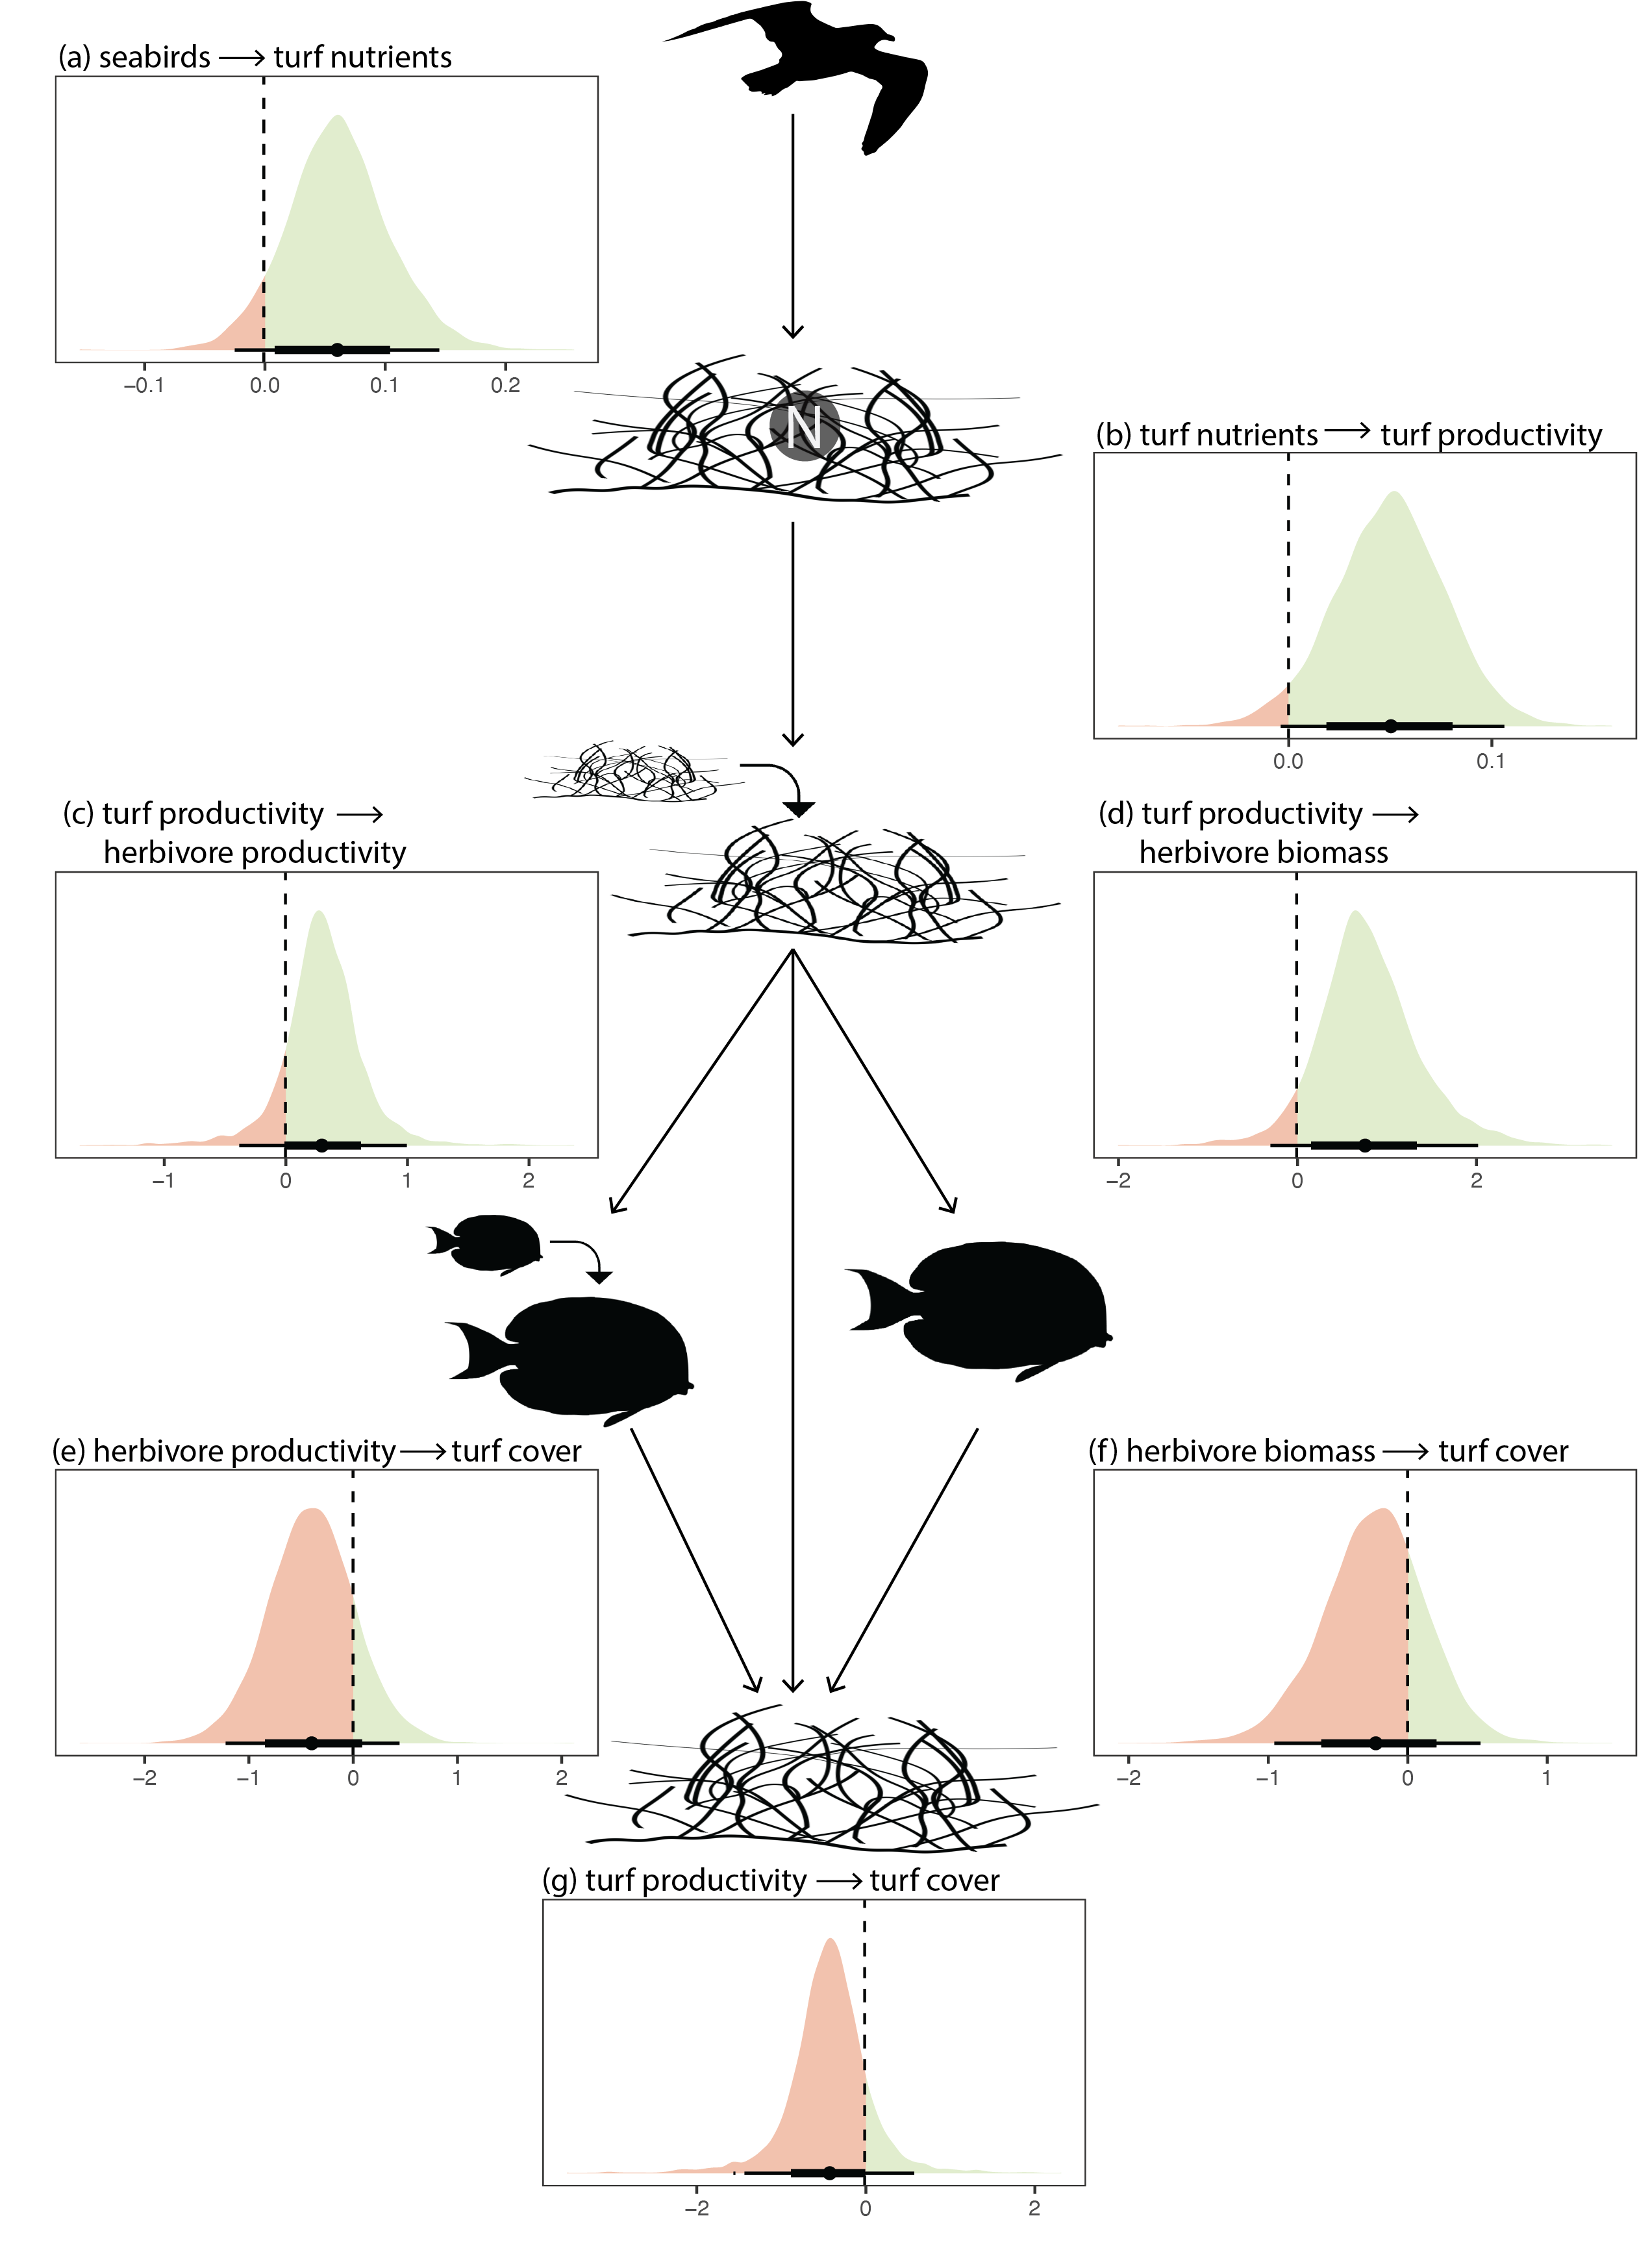 (a) seabirds → turf nutrients
−0.1 0.0 0.1 0.2
N
(b) turf nutrients → turf productivity
0.0 0.1
(c) turf productivity →
herbivore productivity
−1 0 1 2
(d) turf productivity →
herbivore biomass
−2 0 2
(e) herbivore productivity → turf cover
−2 −1 0 1 2
(f) herbivore biomass → turf cover
−2 −1 0 1
(g) turf productivity → turf cover
−2 0 2